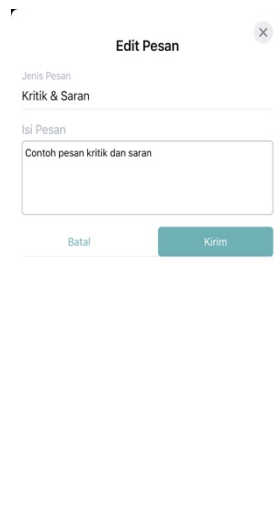 Edit Pesan
Jenis Pesan
Kritik & Saran
Isi Pesan
Contoh pesan kritik dan saran
Batal
Kirim